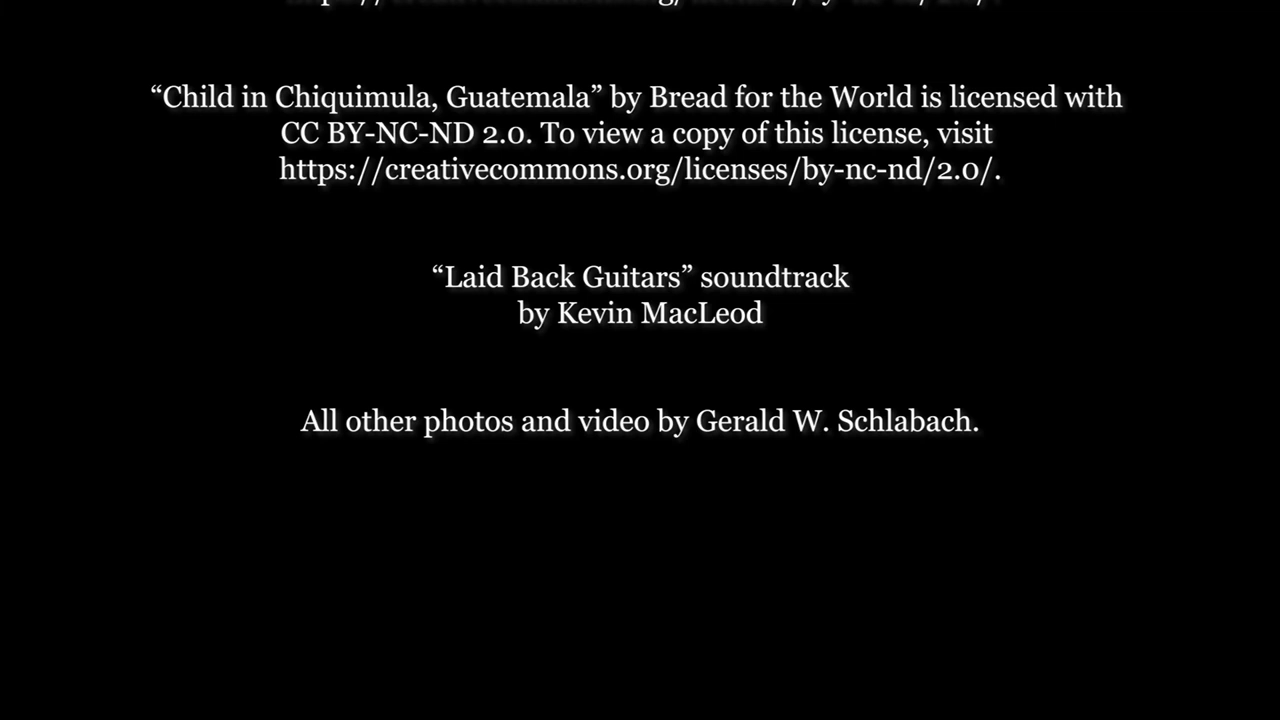 “Child in Chiquimula, Guatemala” by Bread for the World is licensed with
CC BY-NC-ND 2.0. To view a copy of this license, visit
https://creativecommons.org/licenses/by-nc-nd/2.0/.
“Laid Back Guitars” soundtrack
by Kevin MacLeod
All other photos and video by Gerald W. Schlabach.